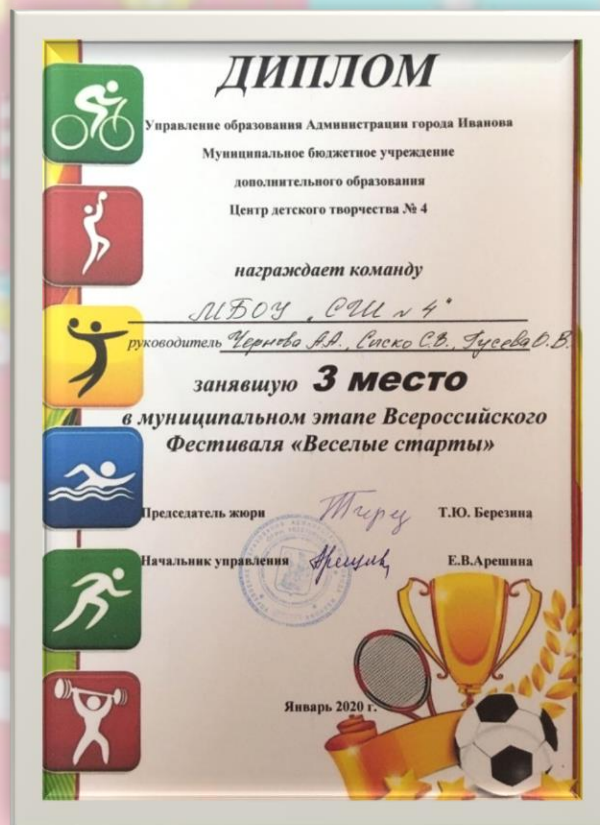 ДИПЛОМ
Управление образования Администрации города Иванова
Муниципальное бюджетное учреждение
дополнительного образования
Центр детского творчества № 4
награждает команду
МБОУ „СШ № 4"
руководитель Чернова А.А., Сиско С.В., Гусева О.В.
занявшую 3 место
в муниципальном этапе Всероссийского
Фестиваля «Веселые старты»
Председатель жюри Т.Ю. Березина
Начальник управления Е.В.Арешина
Январь 2020 г.